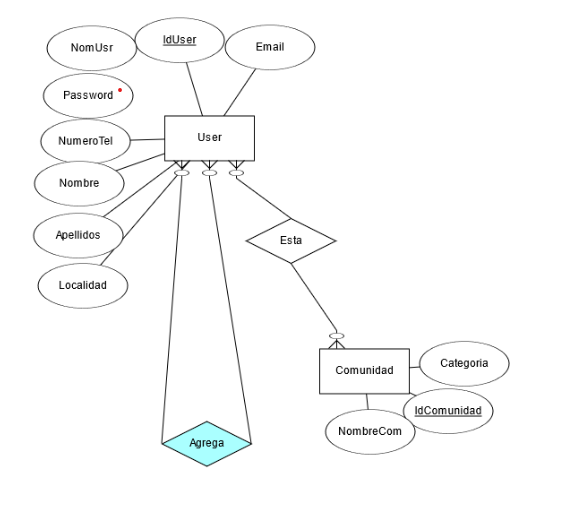 NomUsr
IdUser
Email
Password
NumeroTel
User
Nombre
Apellidos
Esta
Localidad
Categoria
Comunidad
IdComunidad
NombreCom
Agrega